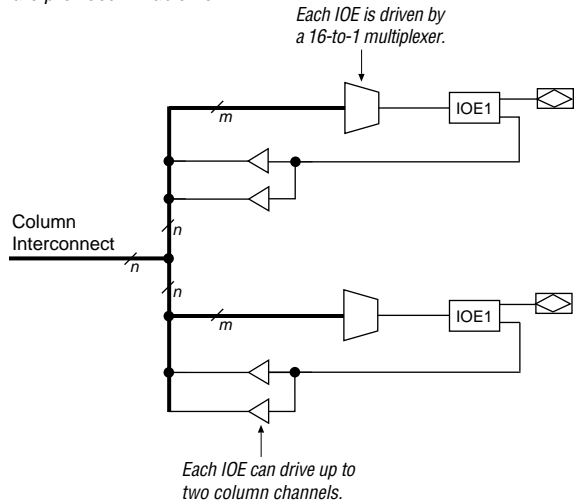 Each IOE is driven by
a 16-to-1 multiplexer.
m
IOE1
n
Column
Interconnect
n
n
m
IOE1
Each IOE can drive up to
two column channels.